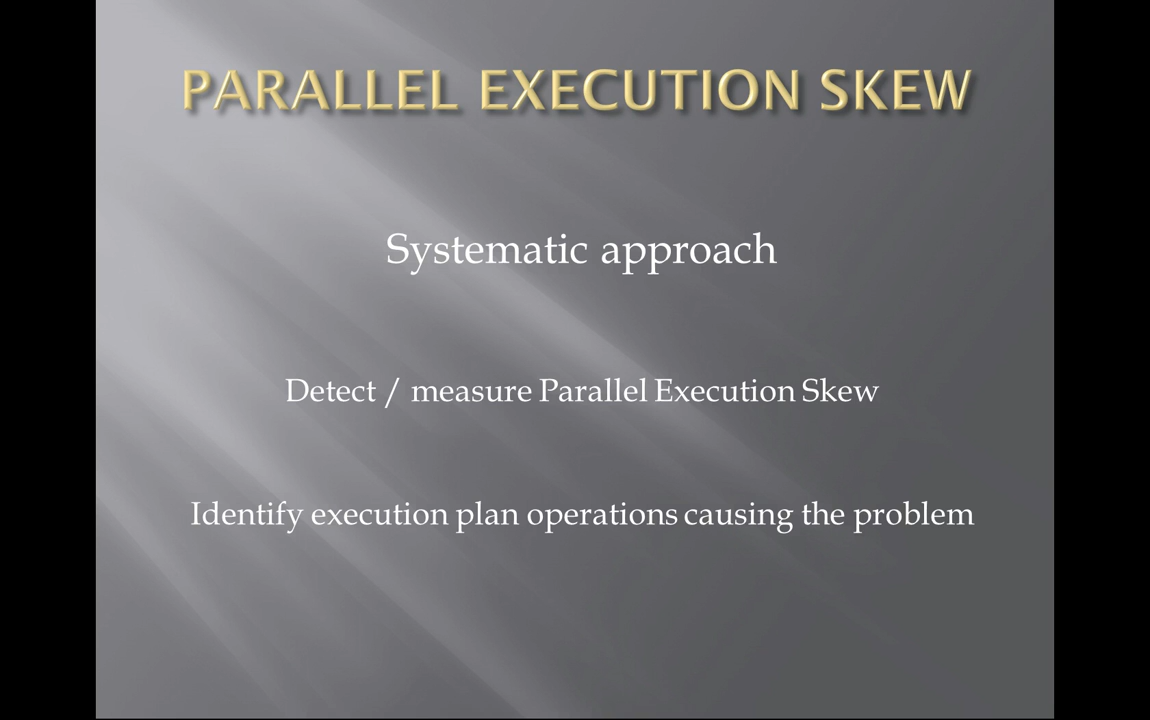 PARALLEL EXECUTION SKEW
Systematic approach
Detect / measure Parallel Execution Skew
Identify execution plan operations causing the problem